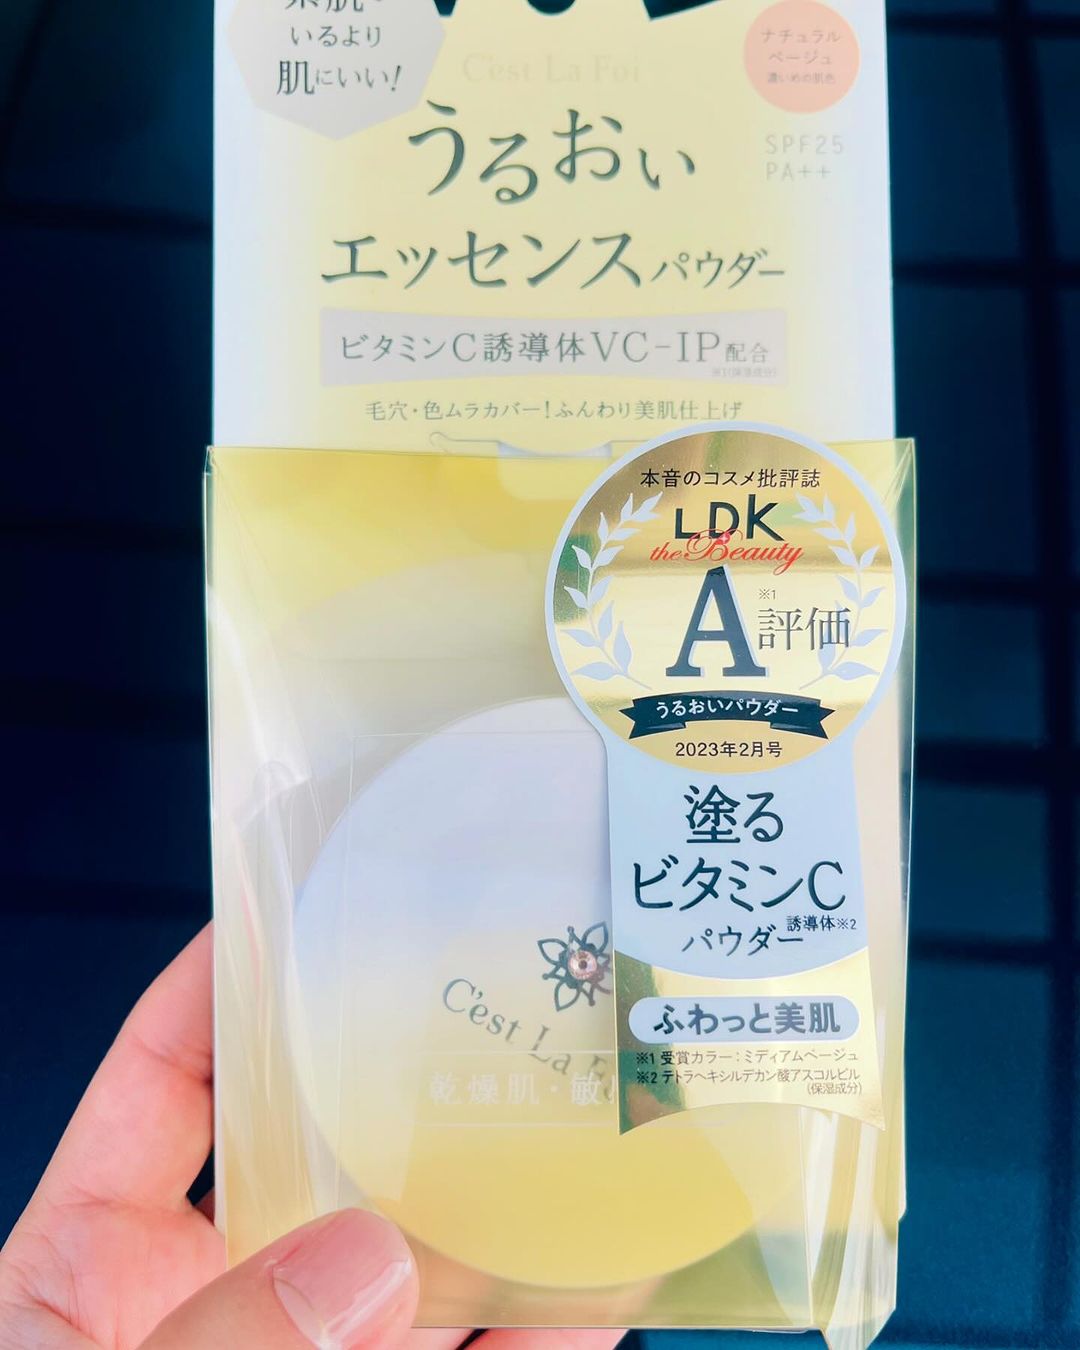 いるより
肌にいい!
C'est La Foi
ナチュラル
ベージュ
濃いめの肌色
SPF25
PA++
うるおい
エッセンスパウダー
ビタミンC誘導体VC-IP配合
※1(保湿成分)
毛穴・色ムラカバー!ふんわり美肌仕上げ
本音のコスメ批評誌
LDK
the Beauty
A※1評価
うるおいパウダー
2023年2月号
塗る
ビタミンC
誘導体※2
パウダー
ふわっと美肌
※1 受賞カラー：ミディアムベージュ
※2 テトラヘキシルデカン酸アスコルビル
(保湿成分)
C'est La Fo
乾燥肌・敏